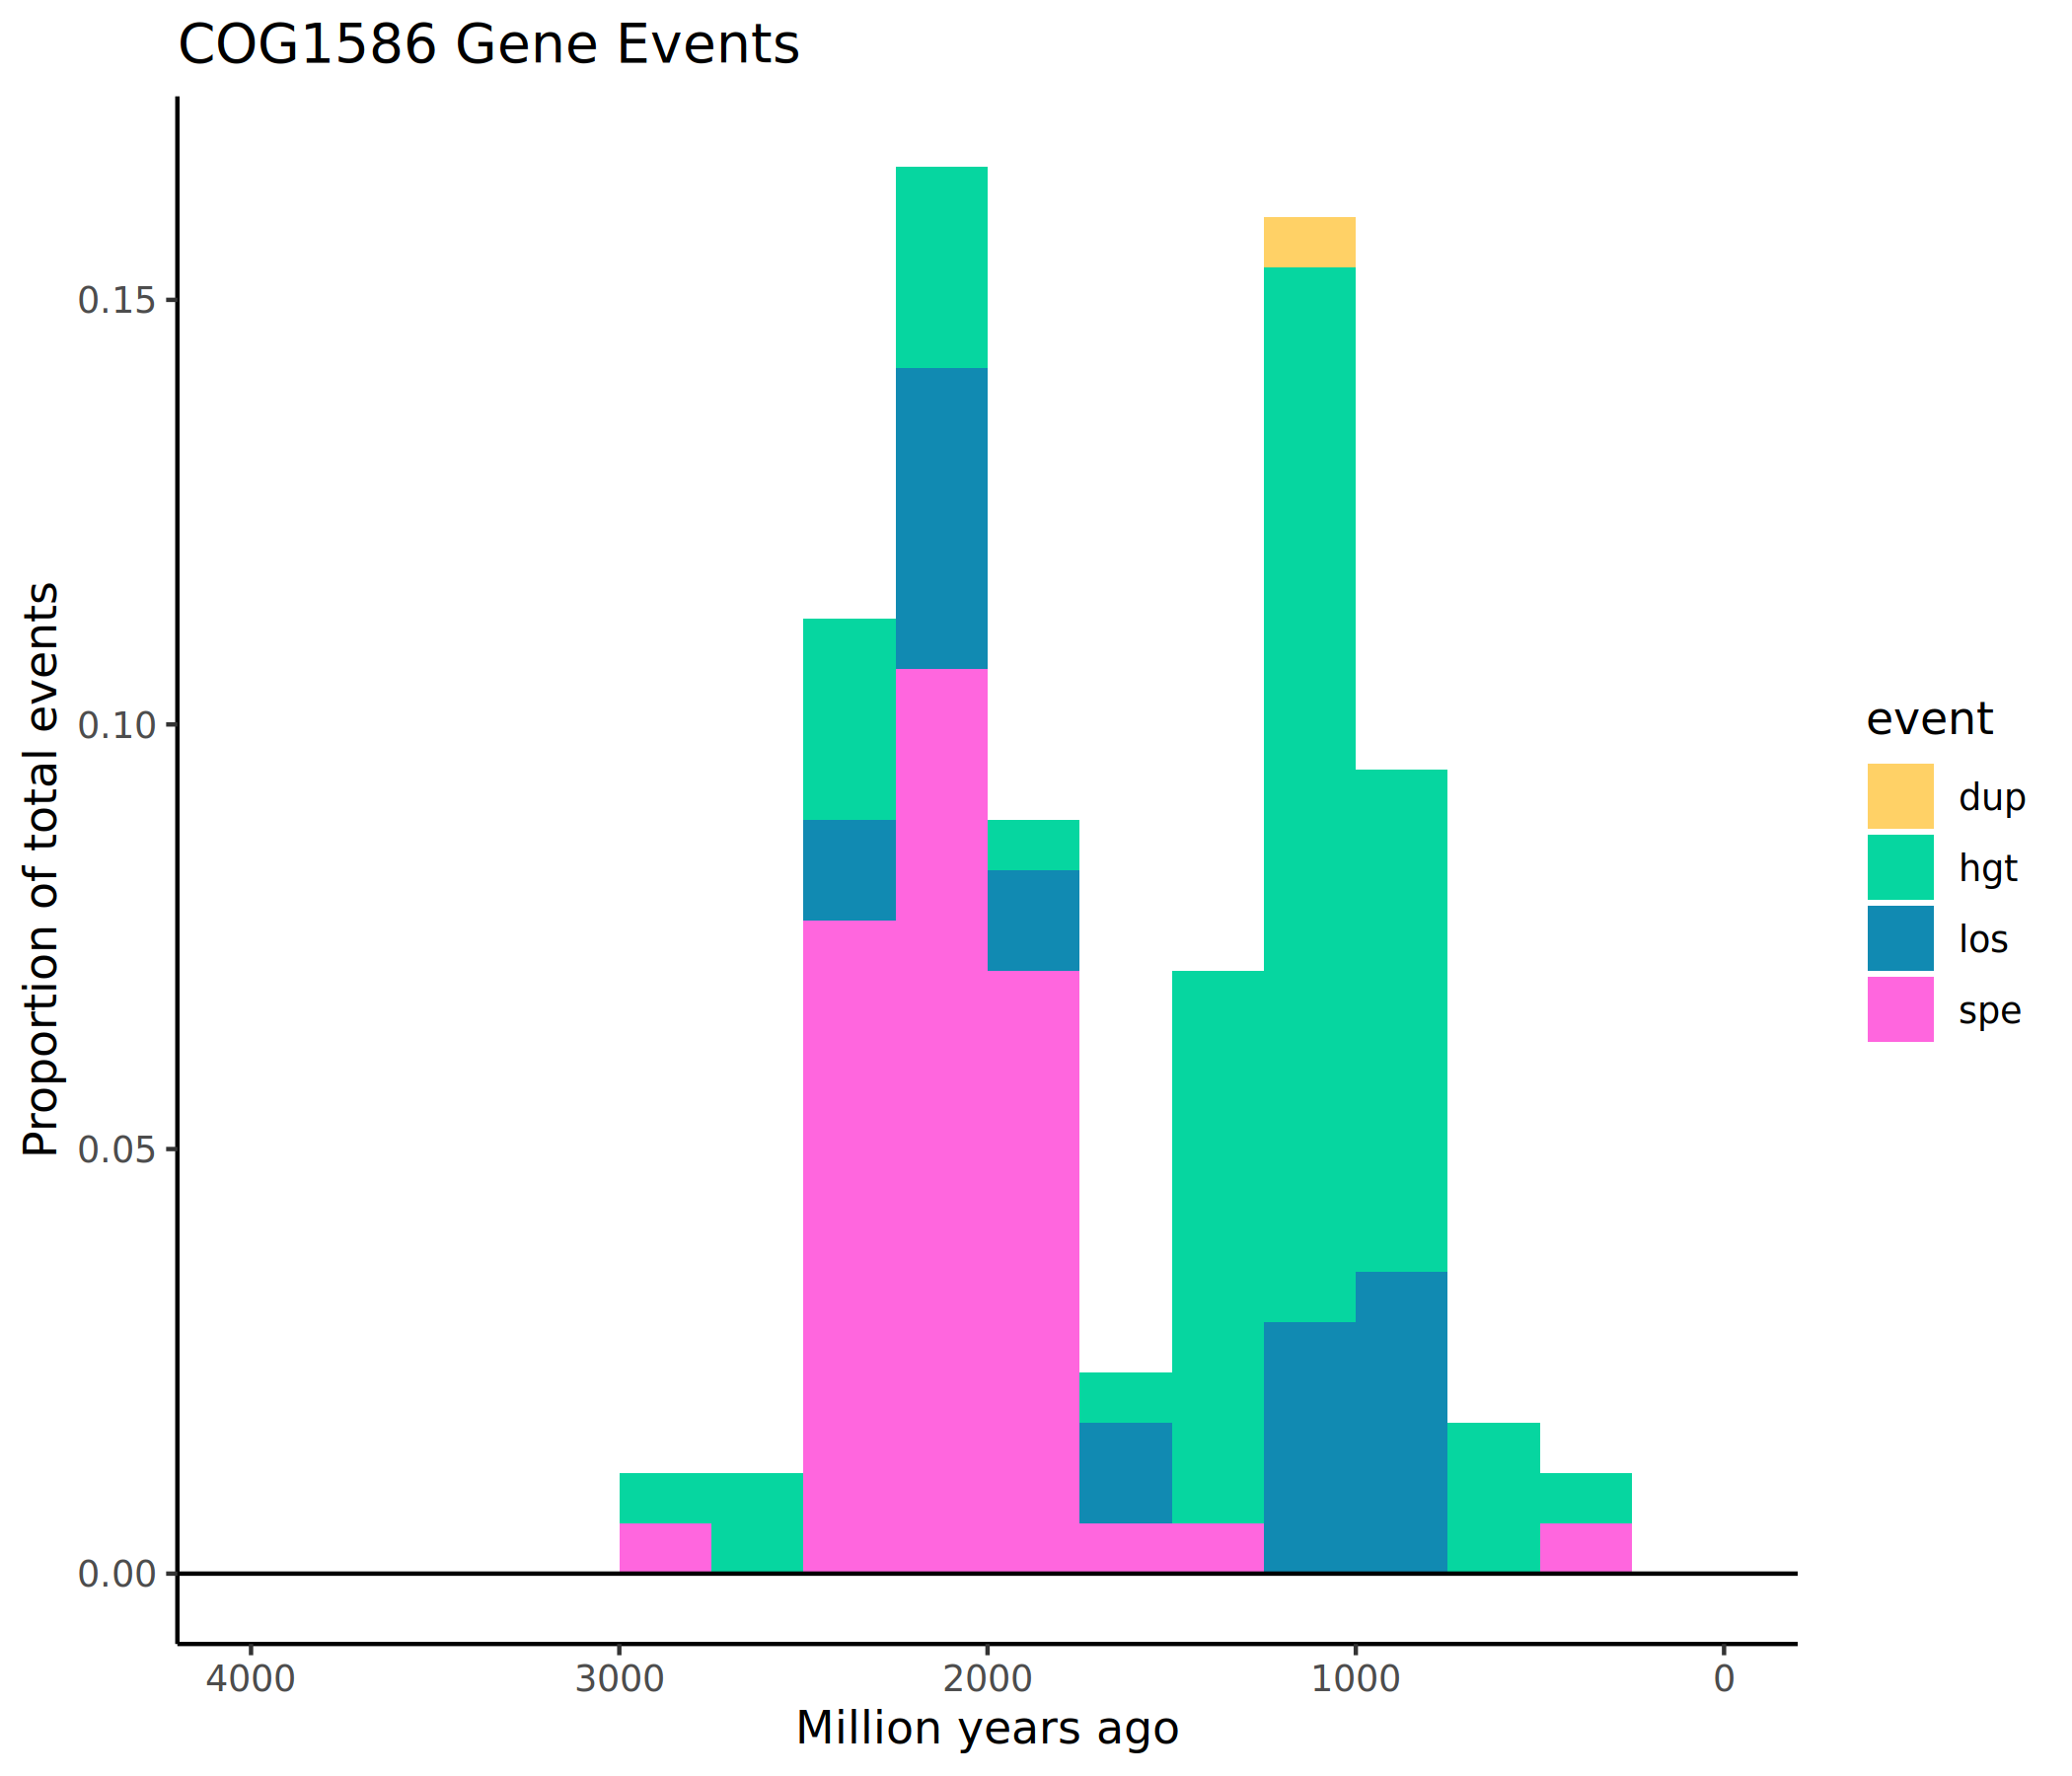 COG1586 Gene Events
Proportion of total events
0.15
0.10
0.05
0.00
4000 3000 2000 1000 0
Million years ago
event
dup
hgt
los
spe